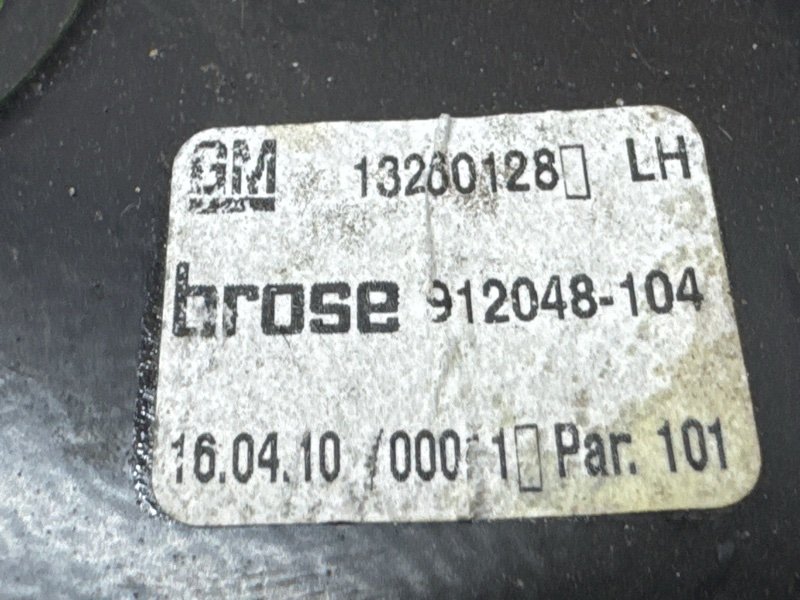 GM 13260128▯ LH
brose 912048-104
16.04.10 Par. 101